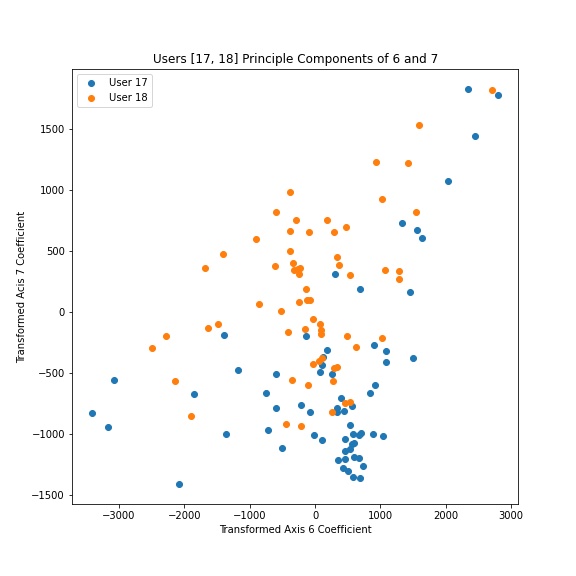 Users [17, 18] Principle Components of 6 and 7
User 17
User 18
Transformed Acis 7 Coefficient
1500
1000
500
0
−500
−1000
−1500
−3000 −2000 −1000 0 1000 2000 3000
Transformed Axis 6 Coefficient